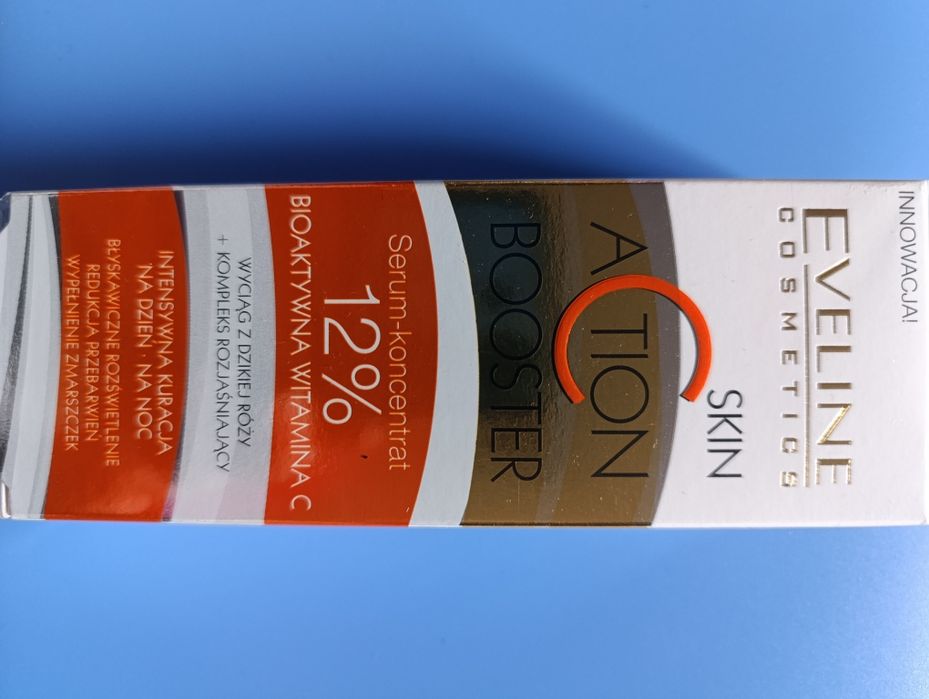 INNOWACJA!
EVELINE
COSMETICS
SKIN
ACTION
BOOSTER
Serum-koncentrat
12%
BIOAKTYWNA WITAMINA C
WYCIĄG Z DZIKIEJ RÓŻY
+ KOMPLEKS ROZJAŚNIAJĄCY
INTENSYWNA KURACJA
NA DZIEŃ · NA NOC
BŁYSKAWICZNE ROZŚWIETLENIE
REDUKCJA PRZEBARWIEŃ
WYPEŁNIENIE ZMARSZCZEK